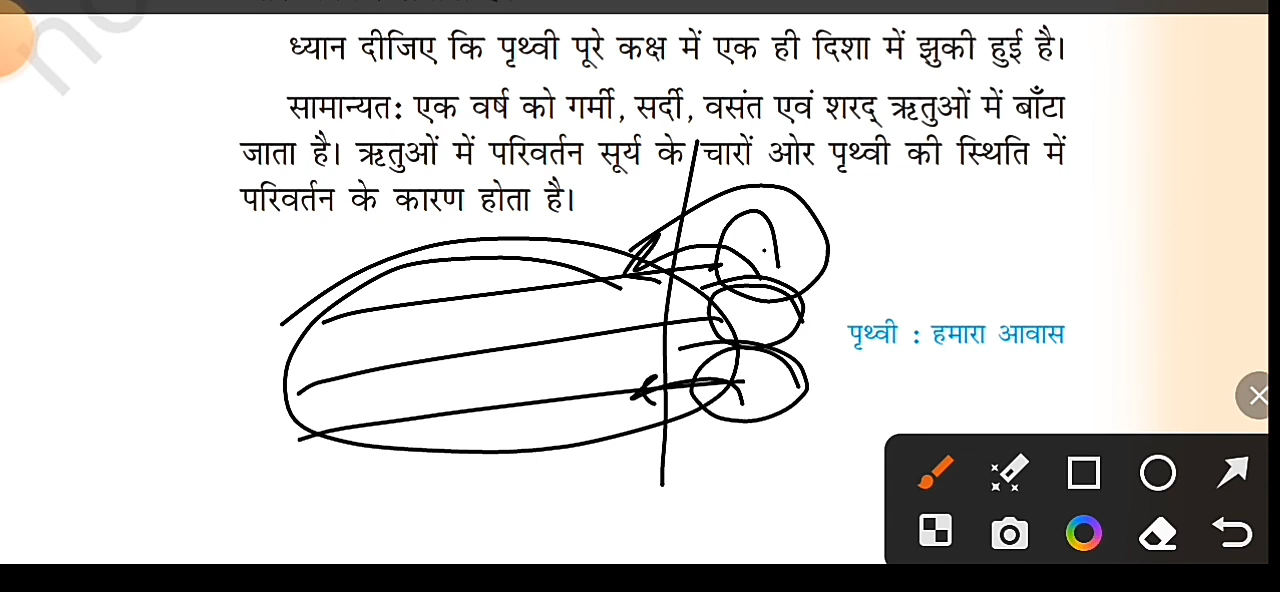 ध्यान दीजिए कि पृथ्वी पूरे कक्ष में एक ही दिशा में झुकी हुई है।
सामान्यत: एक वर्ष को गर्मी, सर्दी, वसंत एवं शरद् ऋतुओं में बाँटा
जाता है। ऋतुओं में परिवर्तन सूर्य के चारों ओर पृथ्वी की स्थिति में
परिवर्तन के कारण होता है।
पृथ्वी : हमारा आवास